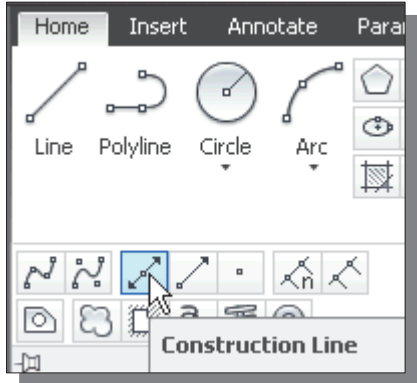 Home Insert Annotate Para
Line Polyline Circle Arc
Construction Line